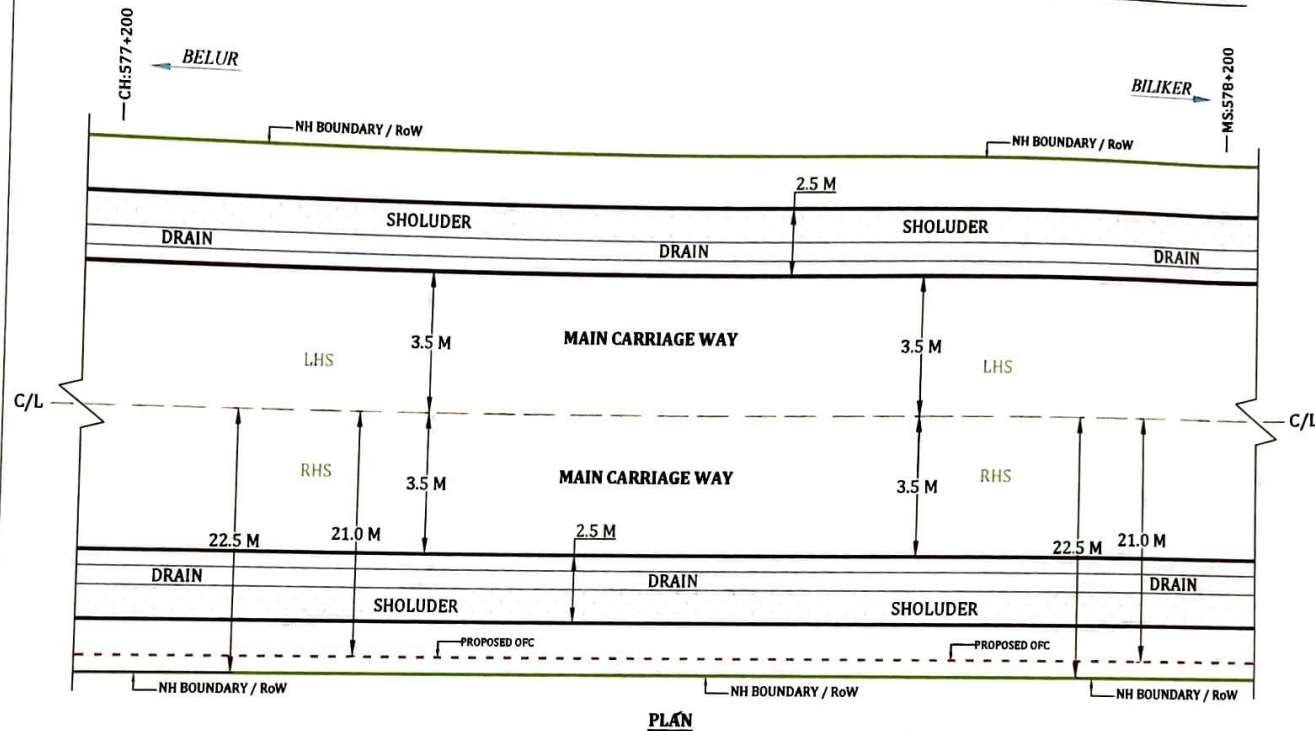 CH:577+200
BELUR
BILIKER
MS:578+200
NH BOUNDARY / RoW
NH BOUNDARY / RoW
2.5 M
SHOLUDER
SHOLUDER
DRAIN
DRAIN
DRAIN
3.5 M
MAIN CARRIAGE WAY
3.5 M
LHS
LHS
C/L
C/L
RHS
3.5 M
MAIN CARRIAGE WAY
3.5 M
RHS
22.5 M
21.0 M
2.5 M
22.5 M
21.0 M
DRAIN
DRAIN
DRAIN
SHOLUDER
SHOLUDER
PROPOSED OFC
PROPOSED OFC
NH BOUNDARY / RoW
NH BOUNDARY / RoW
NH BOUNDARY / RoW
PLAN